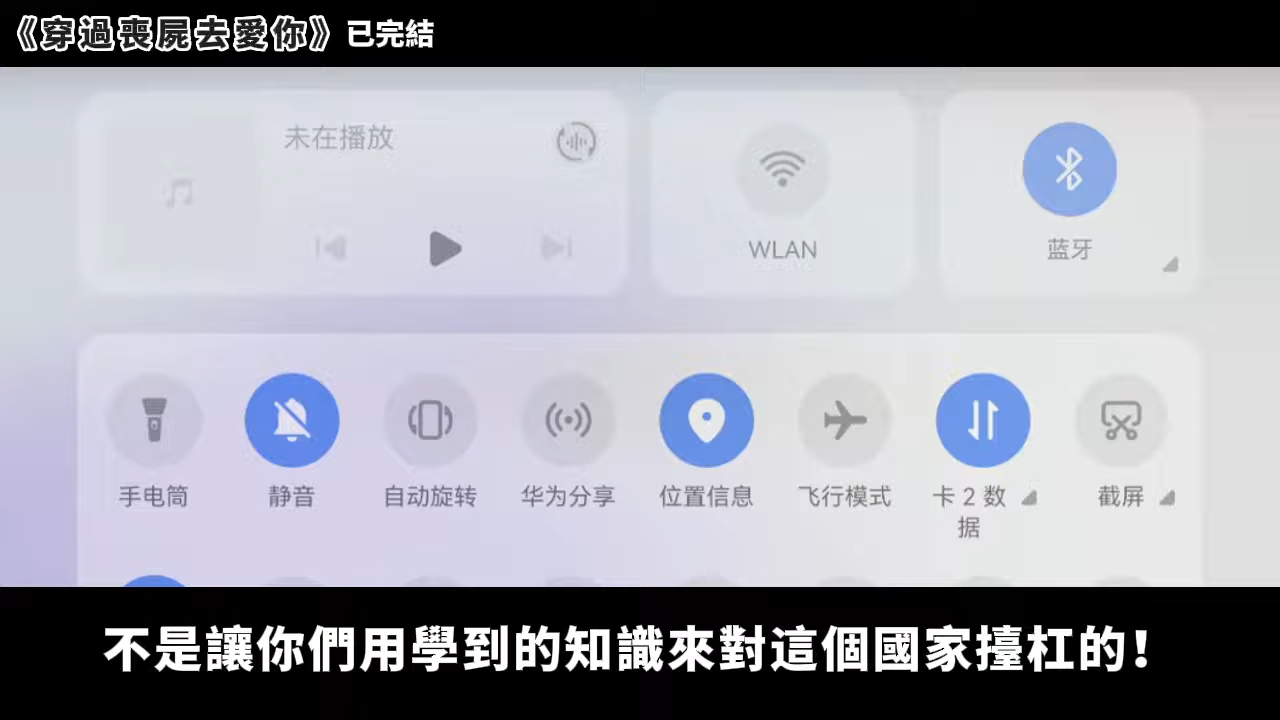 《穿過喪屍去愛你》已完結
未在播放
WLAN
蓝牙
手电筒
静音
自动旋转
华为分享
位置信息
飞行模式
卡 2 数
据
截屏
不是讓你們用學到的知識來對這個國家擡杠的！